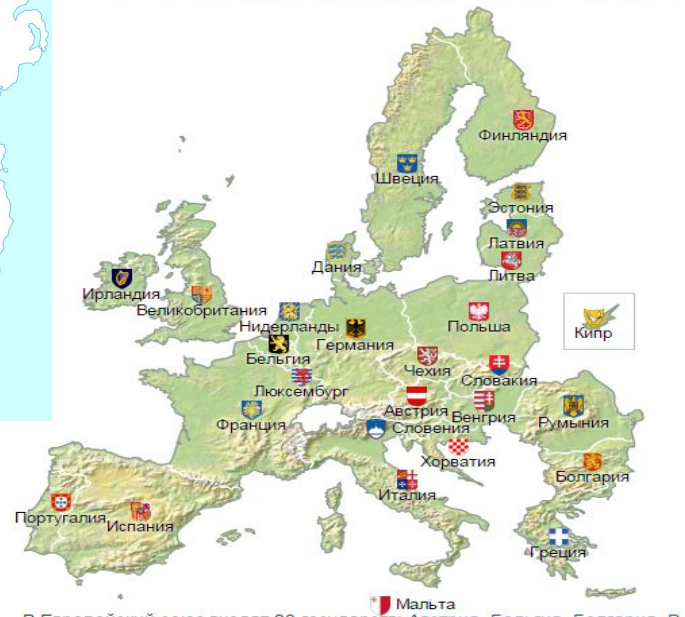 Финляндия
Швеция
Эстония
Латвия
Литва
Дания
Ирландия
Великобритания
Нидерланды
Германия
Польша
Кипр
Бельгия
Чехия
Словакия
Люксембург
Австрия
Венгрия
Франция
Словения
Румыния
Хорватия
Болгария
Италия
Португалия
Испания
Греция
Мальта